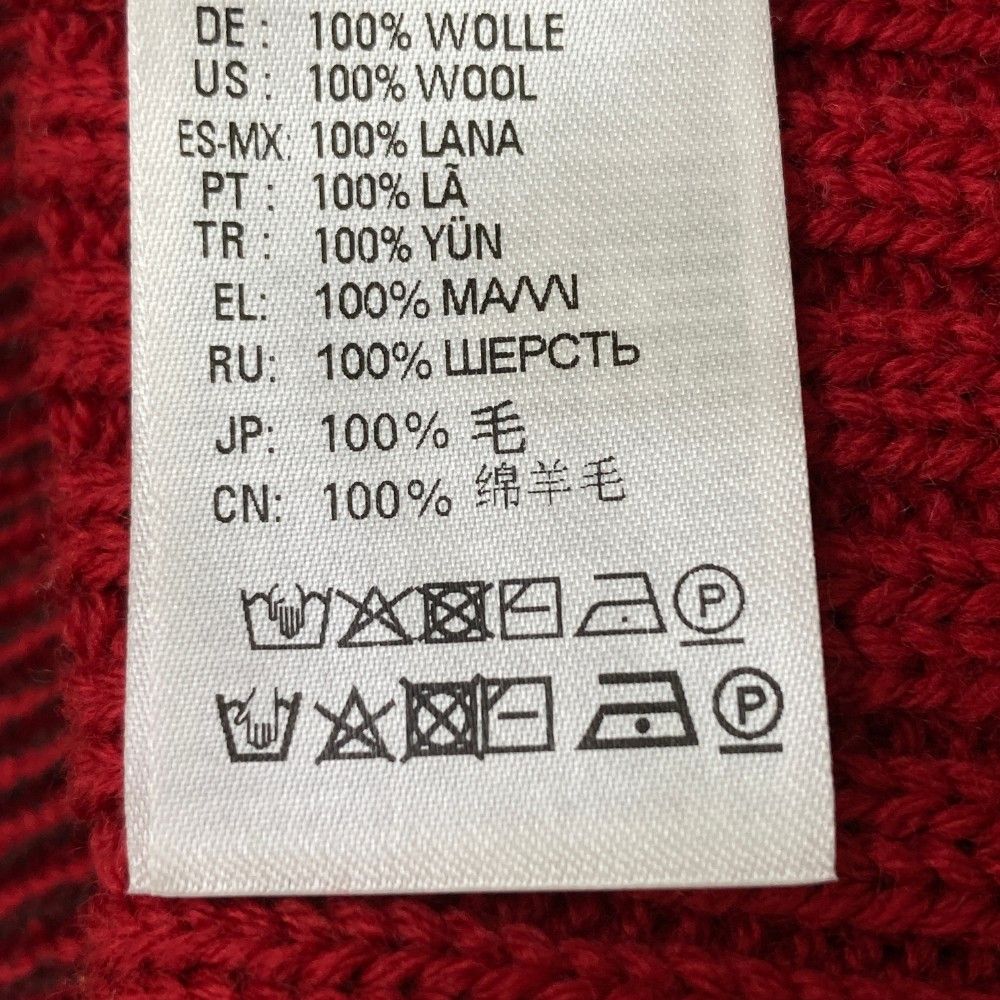 DE: 100% WOLLE
US: 100% WOOL
ES-MX: 100% LANA
PT: 100% LÃ
TR: 100% YÜN
EL: 100% ΜΑΛΛΙ
RU: 100% ШЕРСТЬ
JP: 100% 毛
CN: 100% 绵羊毛
P
P